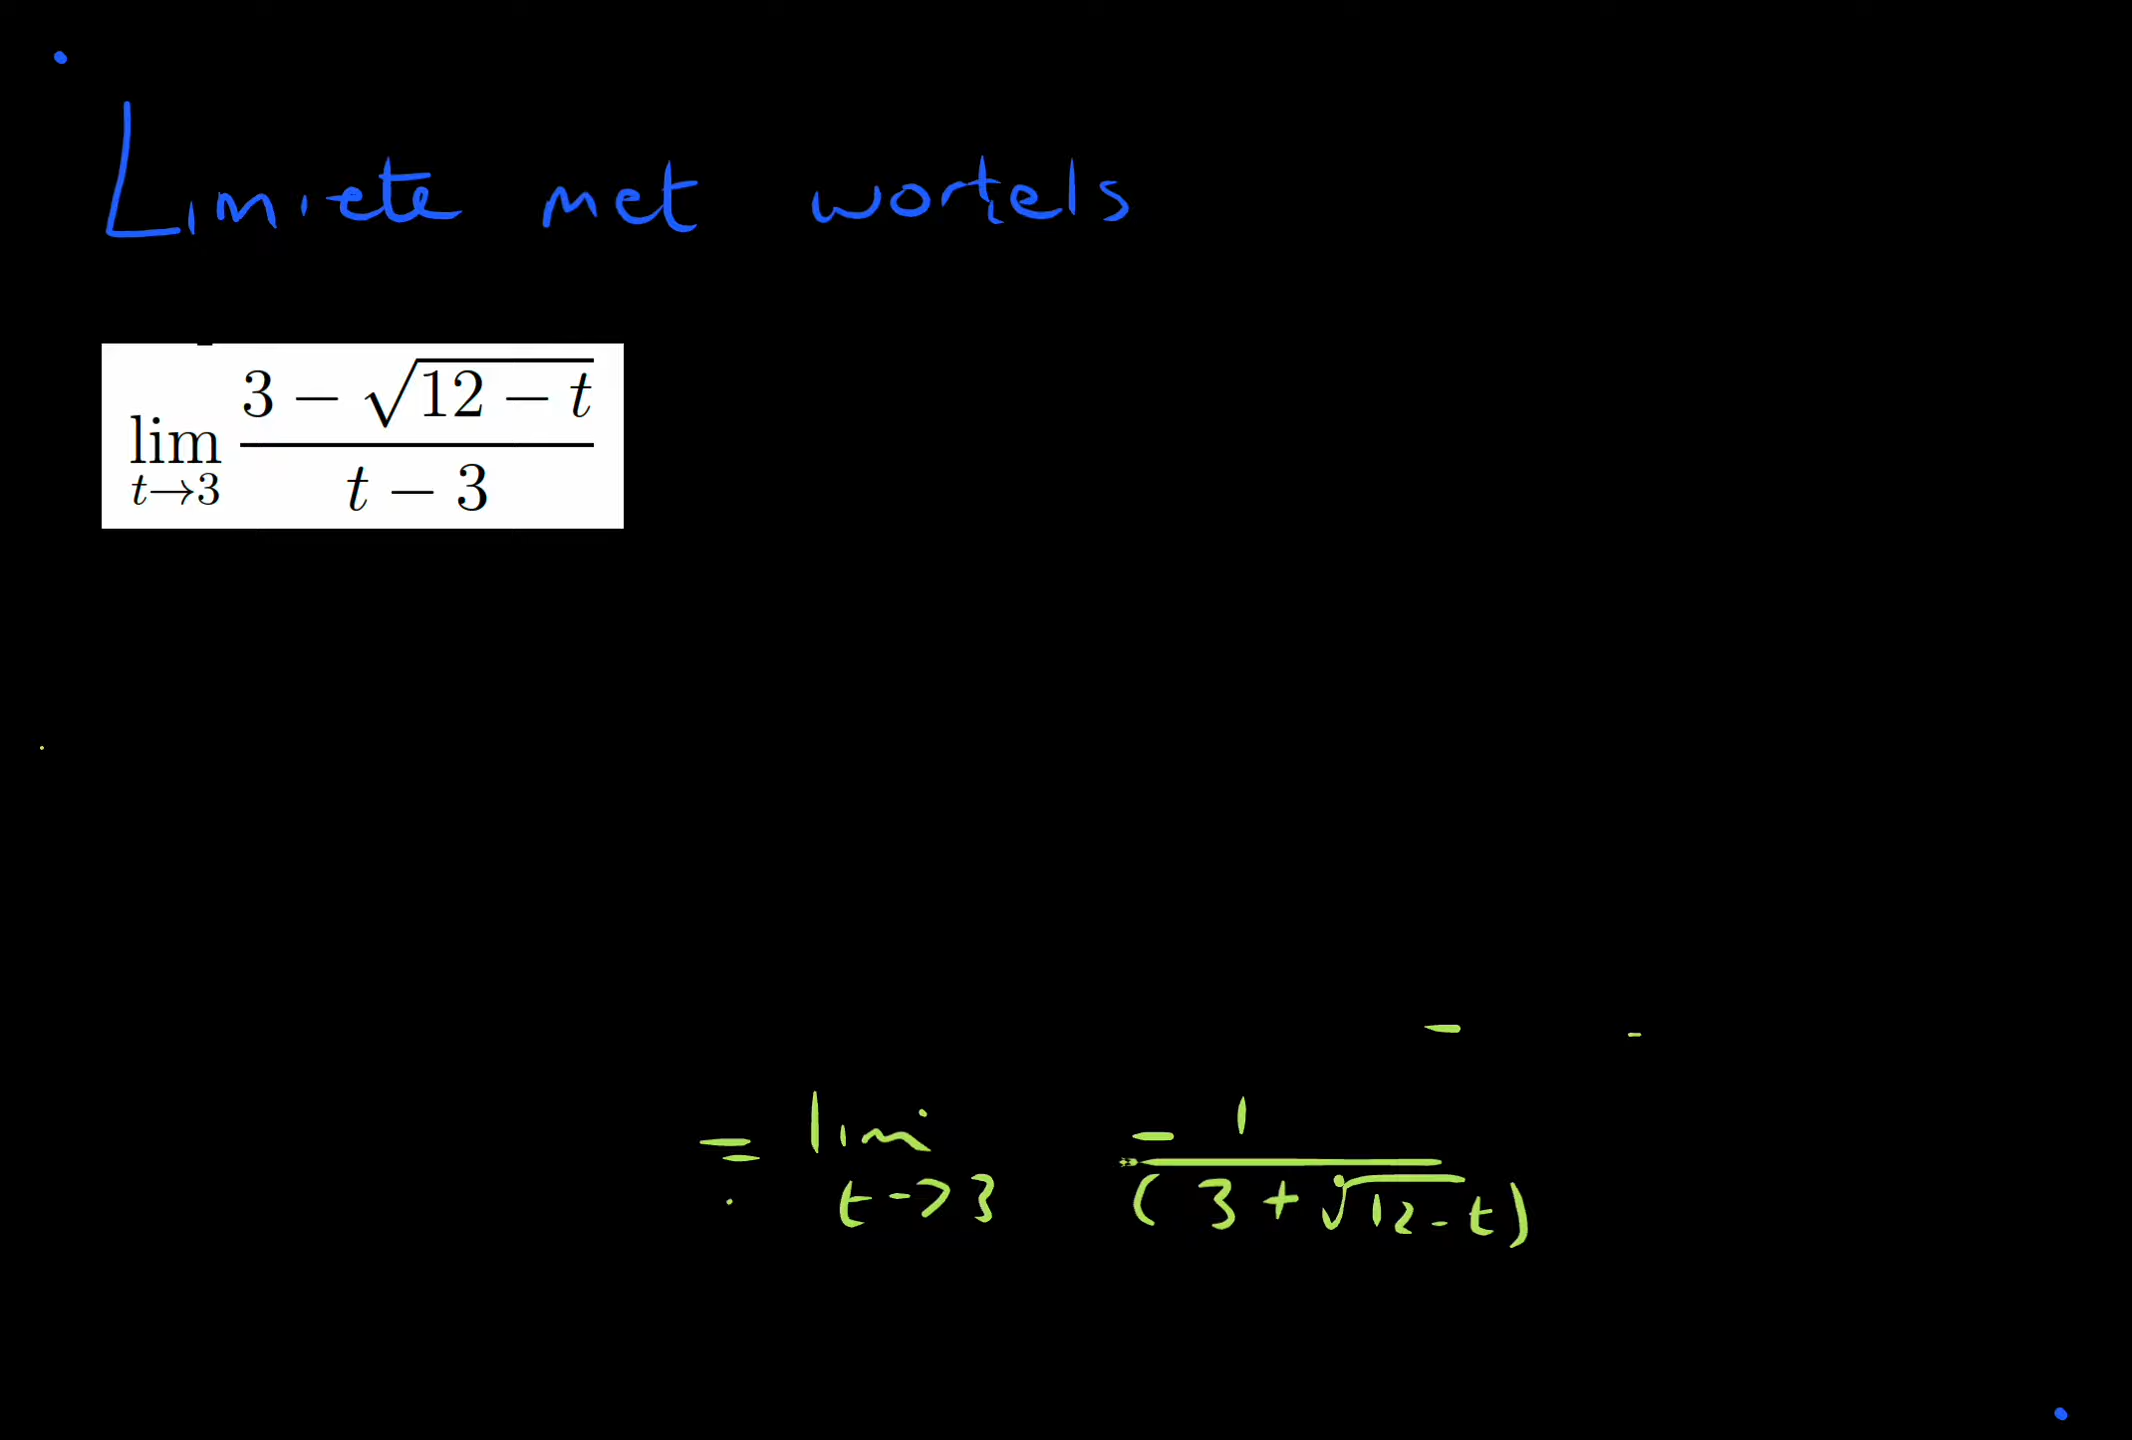 Limiete met wortels
lim t→3 (3 − √(12 − t)) / (t − 3)
= lim t→3 −1 / (3 + √(12 − t))